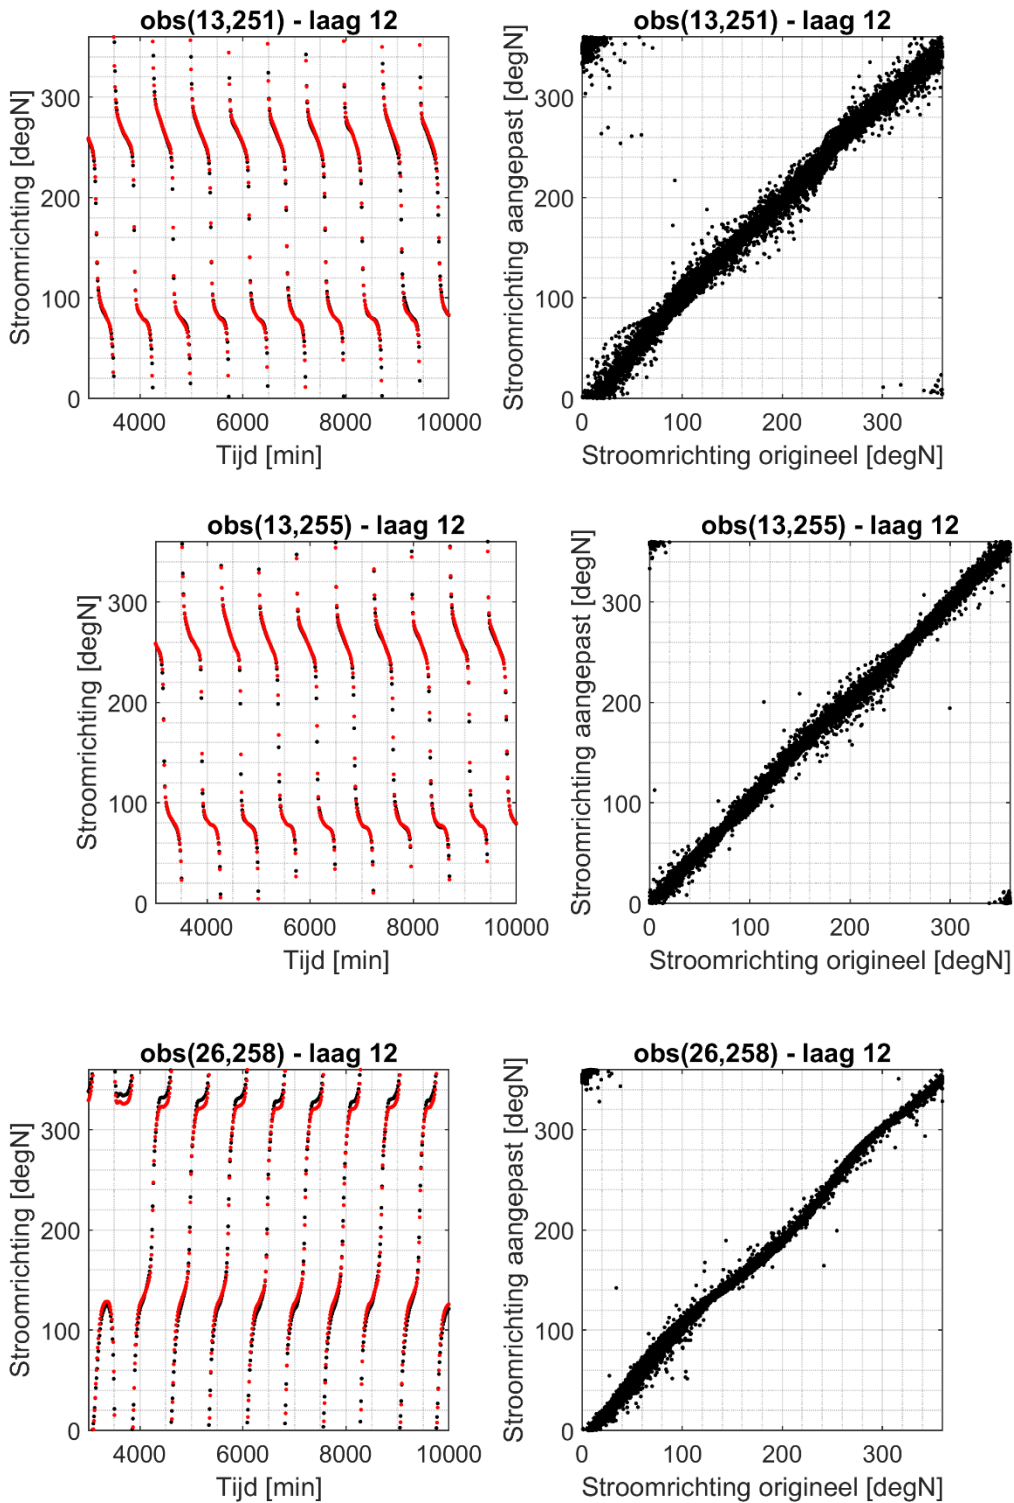 obs(13,251) - laag 12
Stroomrichting [degN]
300
200
100
0
4000 6000 8000 10000
Tijd [min]
obs(13,251) - laag 12
Stroomrichting aangepast [degN]
300
200
100
0
0 100 200 300
Stroomrichting origineel [degN]
obs(13,255) - laag 12
Stroomrichting [degN]
300
200
100
0
4000 6000 8000 10000
Tijd [min]
obs(13,255) - laag 12
Stroomrichting aangepast [degN]
300
200
100
0
0 100 200 300
Stroomrichting origineel [degN]
obs(26,258) - laag 12
Stroomrichting [degN]
300
200
100
0
4000 6000 8000 10000
Tijd [min]
obs(26,258) - laag 12
Stroomrichting aangepast [degN]
300
200
100
0
0 100 200 300
Stroomrichting origineel [degN]